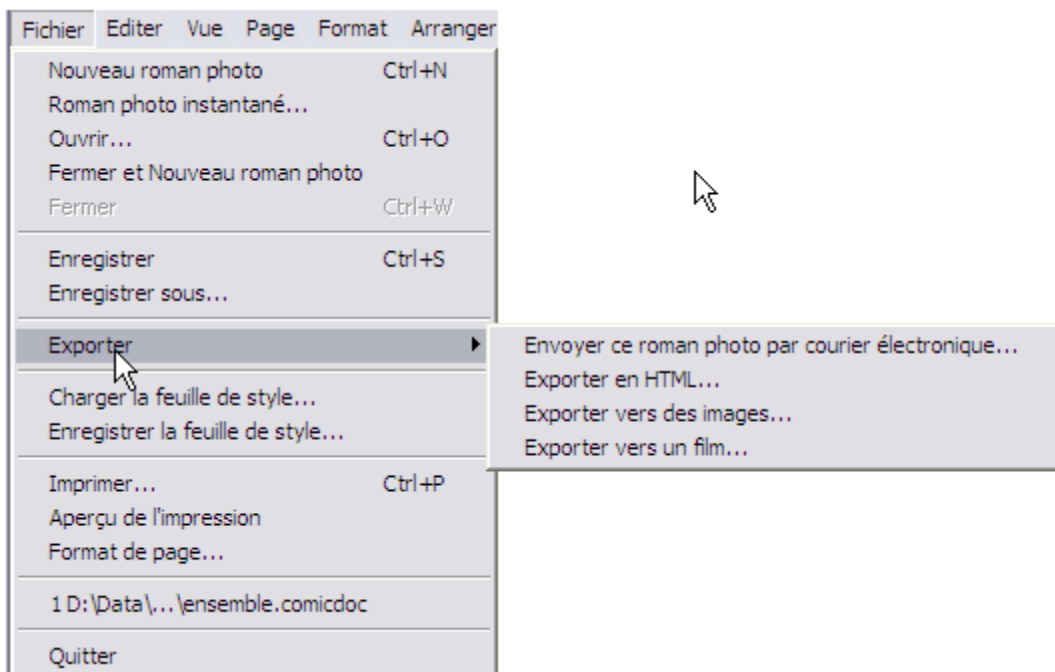 Fichier Editer Vue Page Format Arranger
Nouveau roman photo Ctrl+N
Roman photo instantané...
Ouvrir... Ctrl+O
Fermer et Nouveau roman photo
Fermer Ctrl+W
Enregistrer Ctrl+S
Enregistrer sous...
Exporter
Envoyer ce roman photo par courier électronique...
Exporter en HTML...
Exporter vers des images...
Exporter vers un film...
Charger la feuille de style...
Enregistrer la feuille de style...
Imprimer... Ctrl+P
Aperçu de l'impression
Format de page...
1 D:\Data\...\ensemble.comicdoc
Quitter